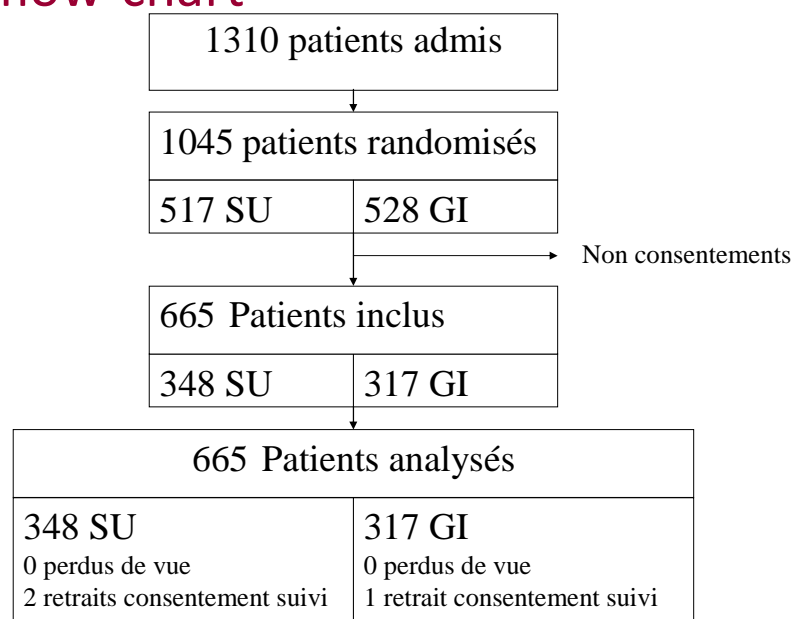 1310 patients admis
1045 patients randomisés
517 SU 528 GI
Non consentements
665 Patients inclus
348 SU 317 GI
665 Patients analysés
348 SU 317 GI
0 perdus de vue 0 perdus de vue
2 retraits consentement suivi 1 retrait consentement suivi